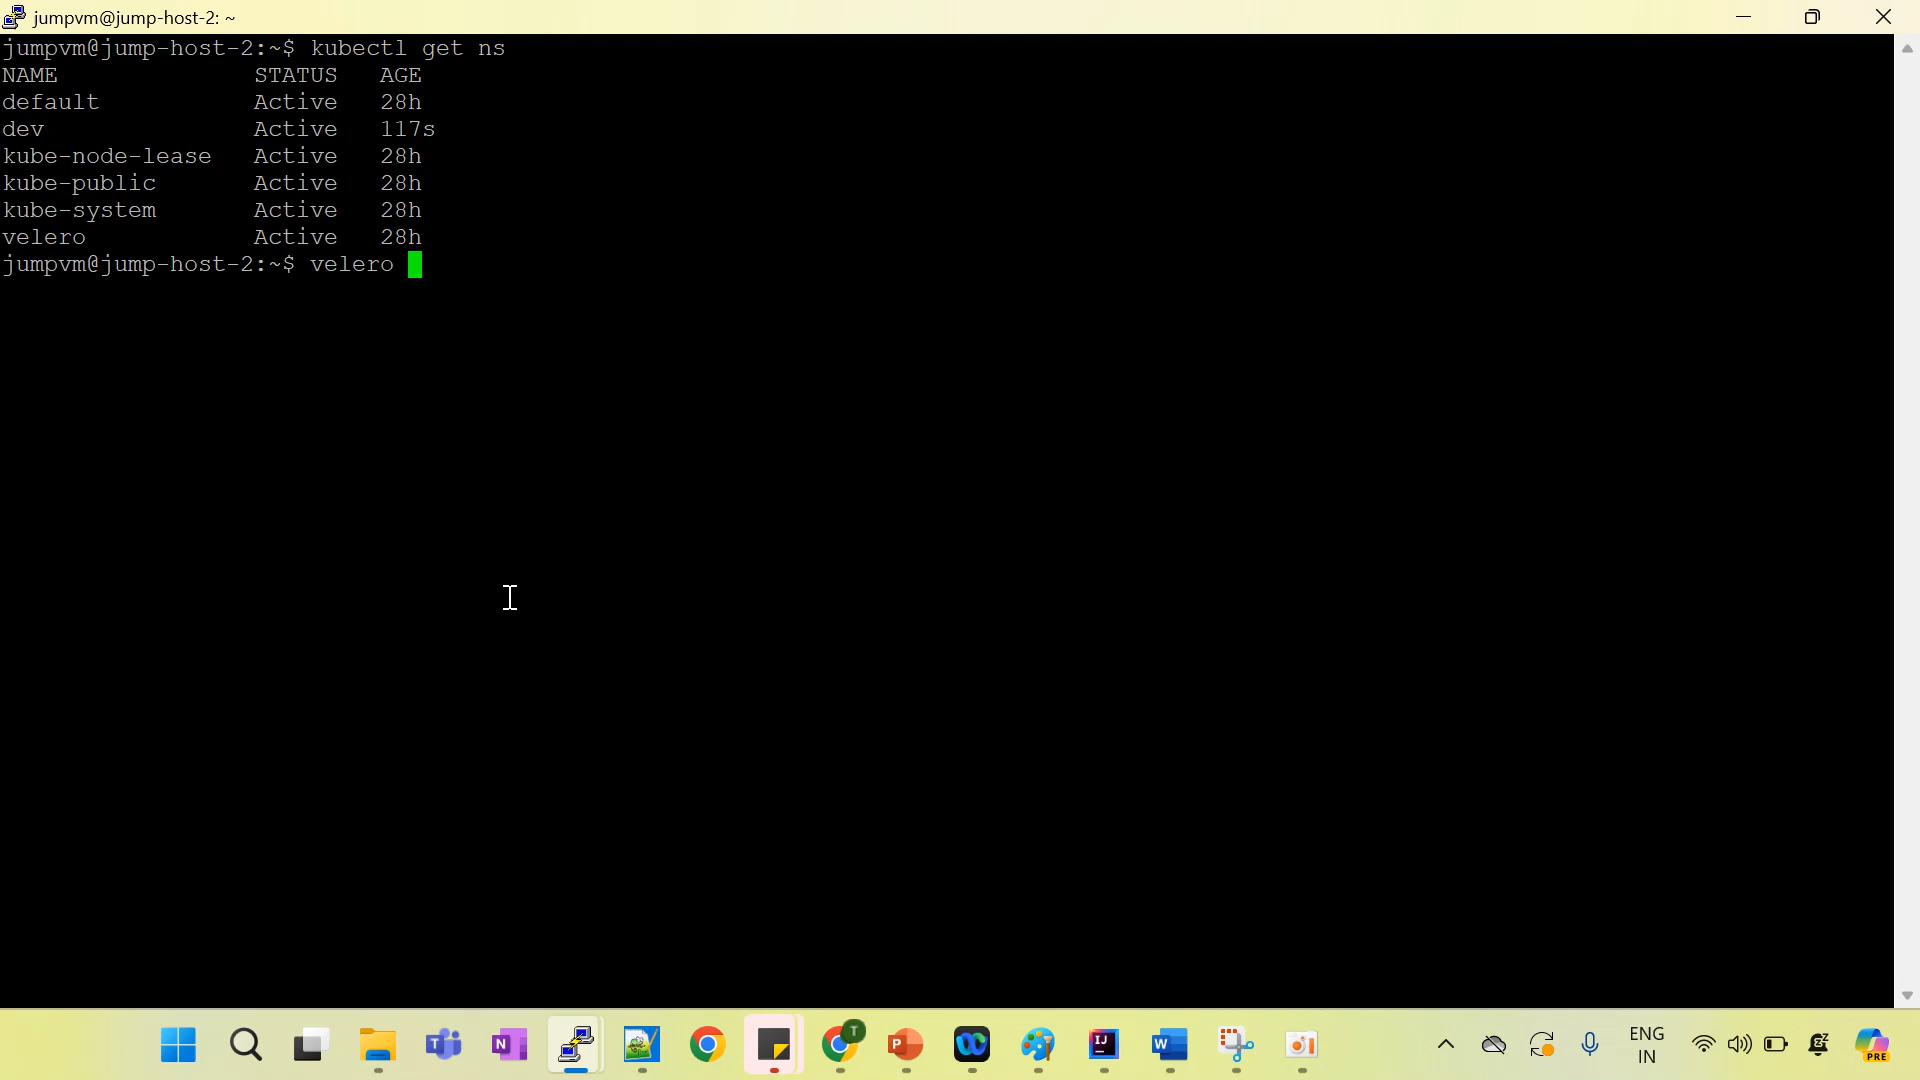 jumpvm@jump-host-2: ~
jumpvm@jump-host-2:~$ kubectl get ns
NAME STATUS AGE
default Active 28h
dev Active 117s
kube-node-lease Active 28h
kube-public Active 28h
kube-system Active 28h
velero Active 28h
jumpvm@jump-host-2:~$ velero
T
N
T
P
IJ
W
ENG
IN
PRE